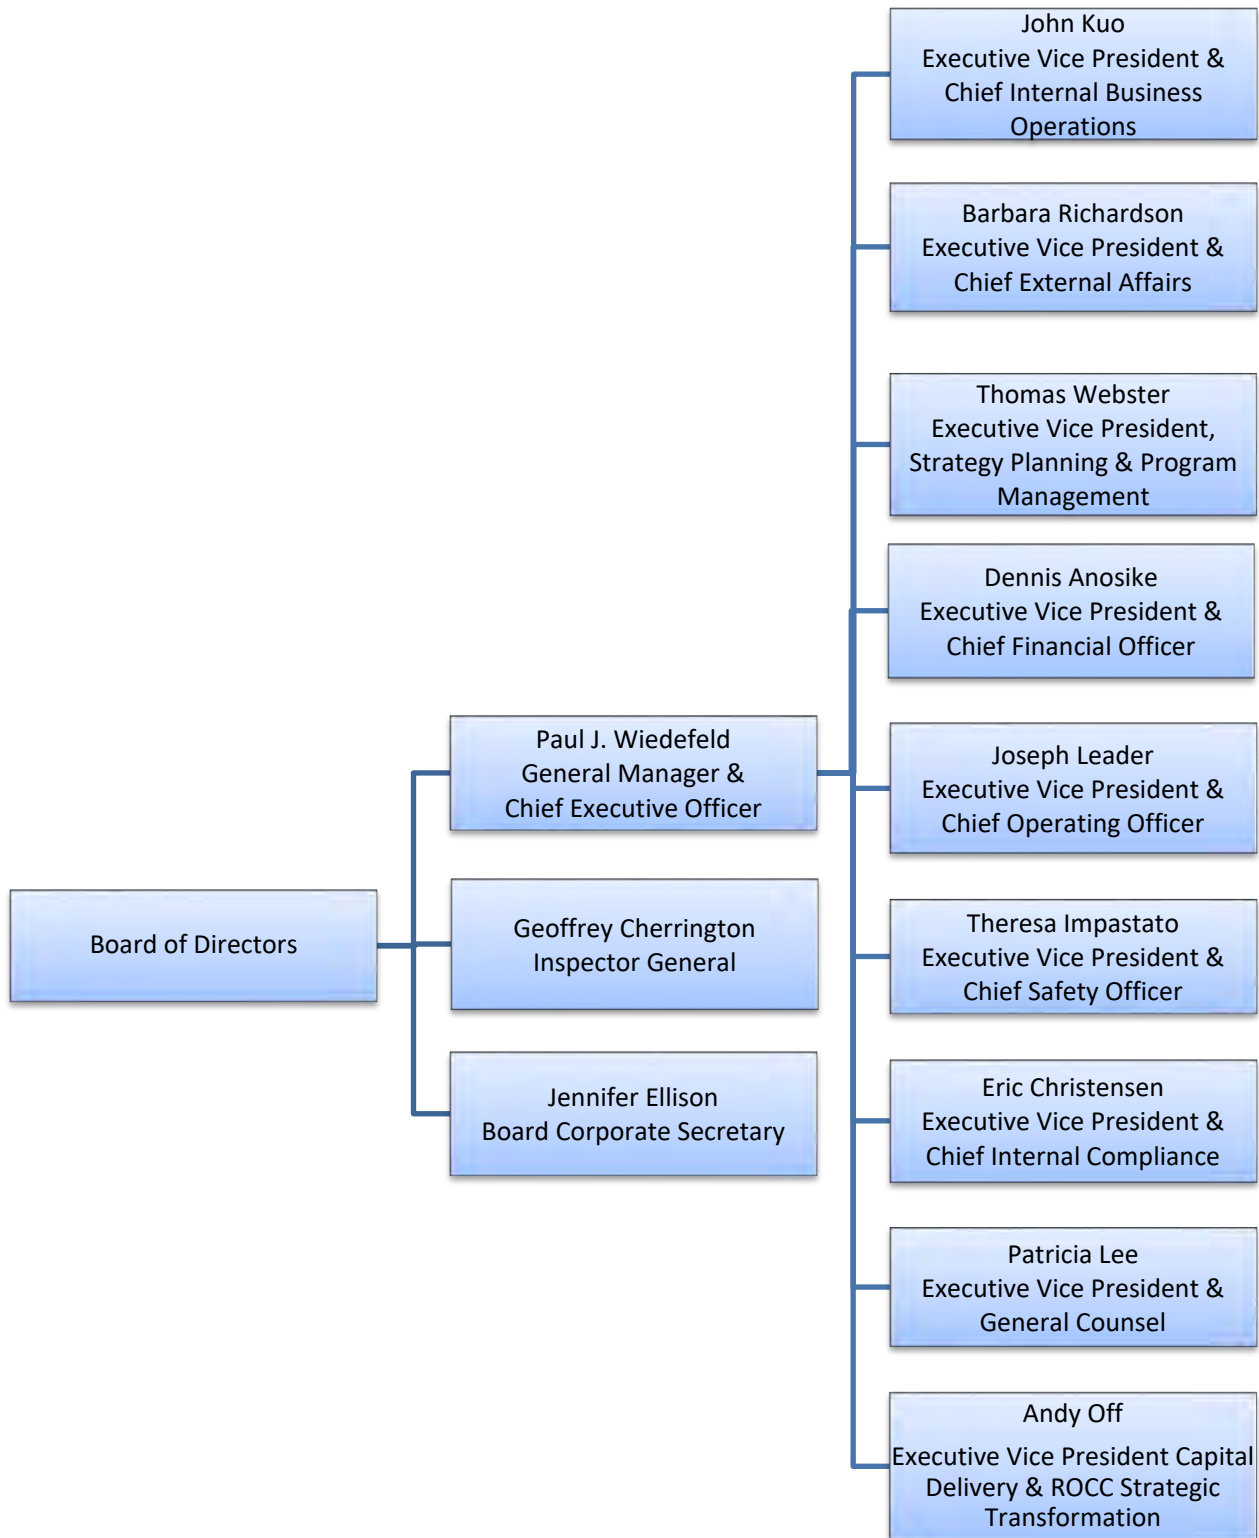 John Kuo
Executive Vice President &
Chief Internal Business
Operations
Barbara Richardson
Executive Vice President &
Chief External Affairs
Thomas Webster
Executive Vice President,
Strategy Planning & Program
Management
Dennis Anosike
Executive Vice President &
Chief Financial Officer
Paul J. Wiedefeld
General Manager &
Chief Executive Officer
Joseph Leader
Executive Vice President &
Chief Operating Officer
Board of Directors
Geoffrey Cherrington
Inspector General
Theresa Impastato
Executive Vice President &
Chief Safety Officer
Jennifer Ellison
Board Corporate Secretary
Eric Christensen
Executive Vice President &
Chief Internal Compliance
Patricia Lee
Executive Vice President &
General Counsel
Andy Off
Executive Vice President Capital
Delivery & ROCC Strategic
Transformation